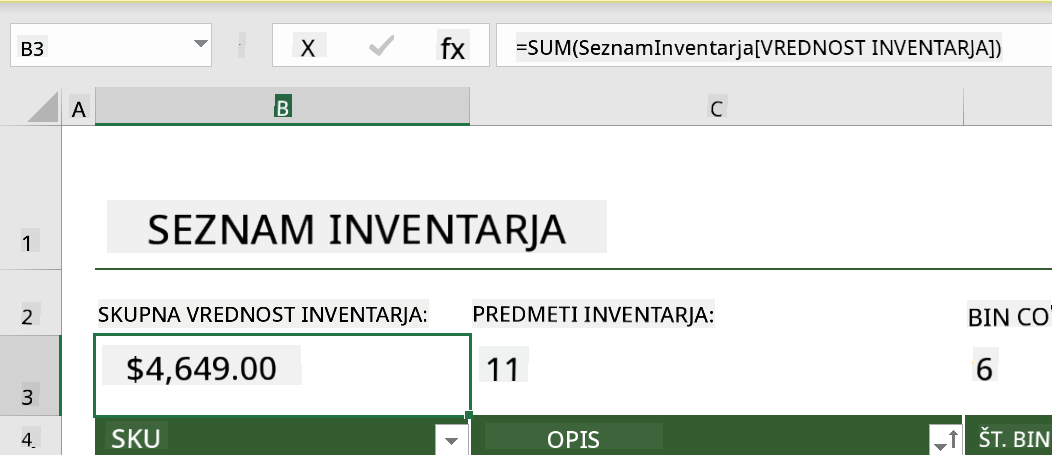 B3 X fx =SUM(SeznamInventarja[VREDNOST INVENTARJA])
A B C
1 SEZNAM INVENTARJA
2 SKUPNA VREDNOST INVENTARJA: PREDMETI INVENTARJA: BIN CO
3 $4,649.00 11 6
4 SKU OPIS ŠT. BIN